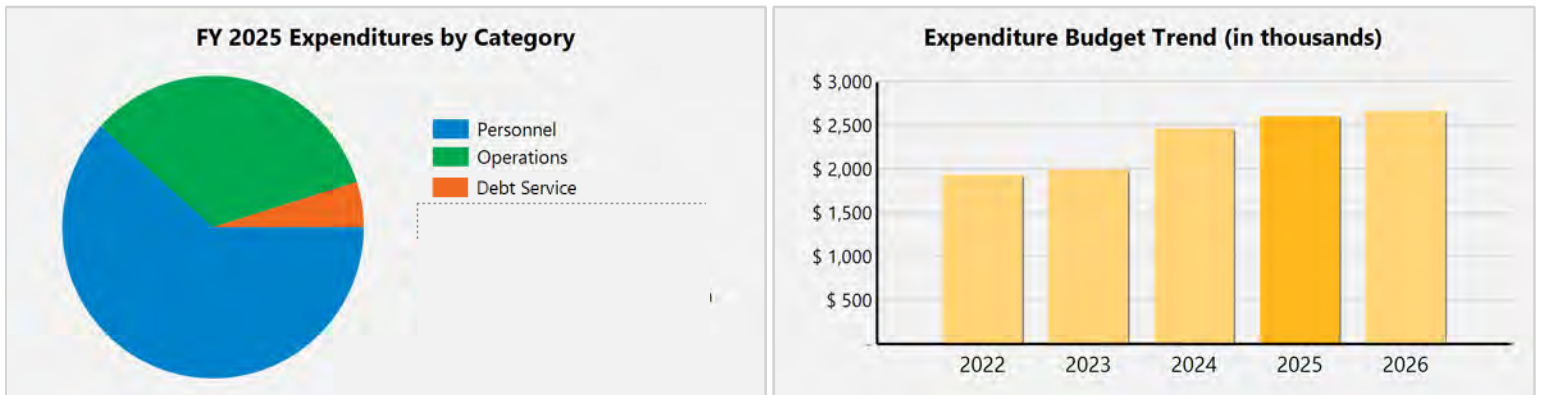 FY 2025 Expenditures by Category
Personnel
Operations
Debt Service
Expenditure Budget Trend (in thousands)
$ 3,000
$ 2,500
$ 2,000
$ 1,500
$ 1,000
$ 500
-
2022 2023 2024 2025 2026